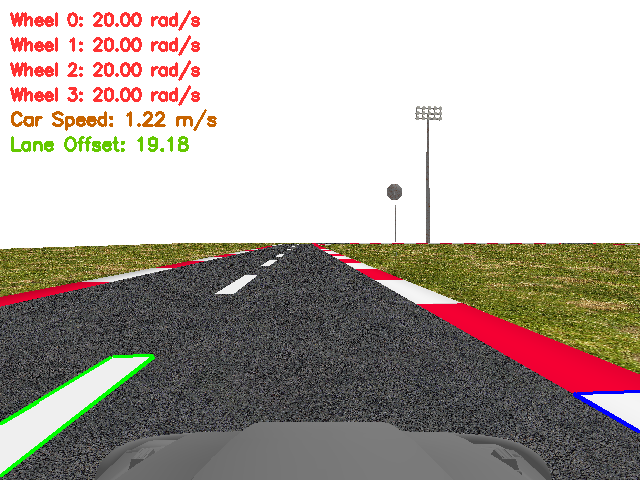 Wheel 0: 20.00 rad/s
Wheel 1: 20.00 rad/s
Wheel 2: 20.00 rad/s
Wheel 3: 20.00 rad/s
Car Speed: 1.22 m/s
Lane Offset: 19.18